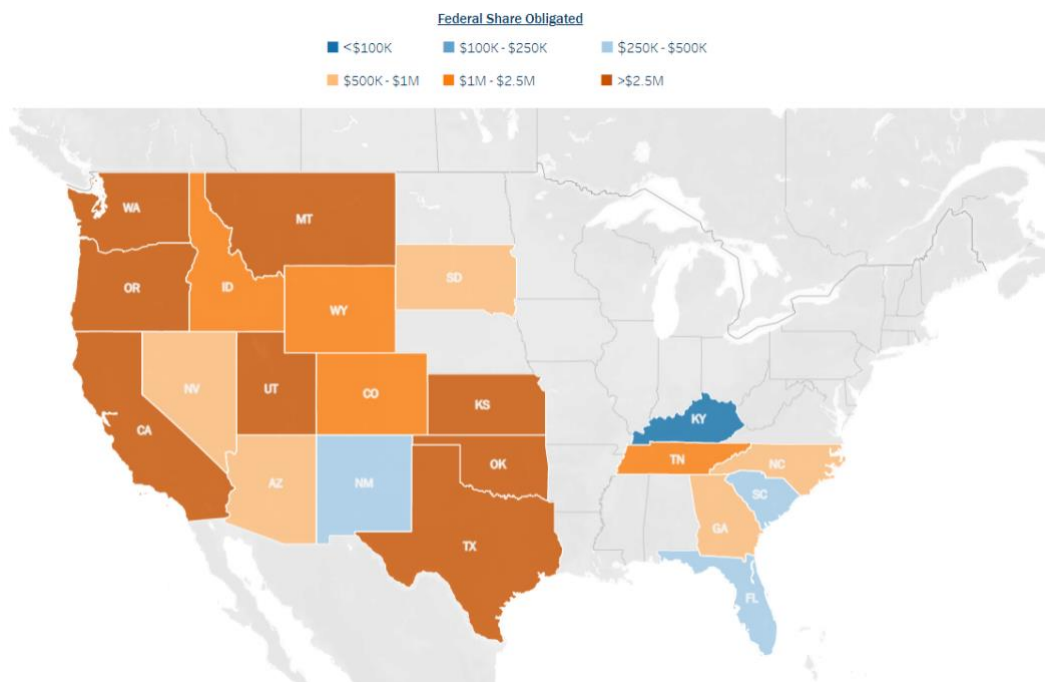 Federal Share Obligated
<$100K $100K - $250K $250K - $500K
$500K - $1M $1M - $2.5M >$2.5M
WA
MT
OR
ID
SD
WY
NV
UT
CO
KS
CA
KY
OK
TN
NC
AZ
NM
SC
GA
TX
FL